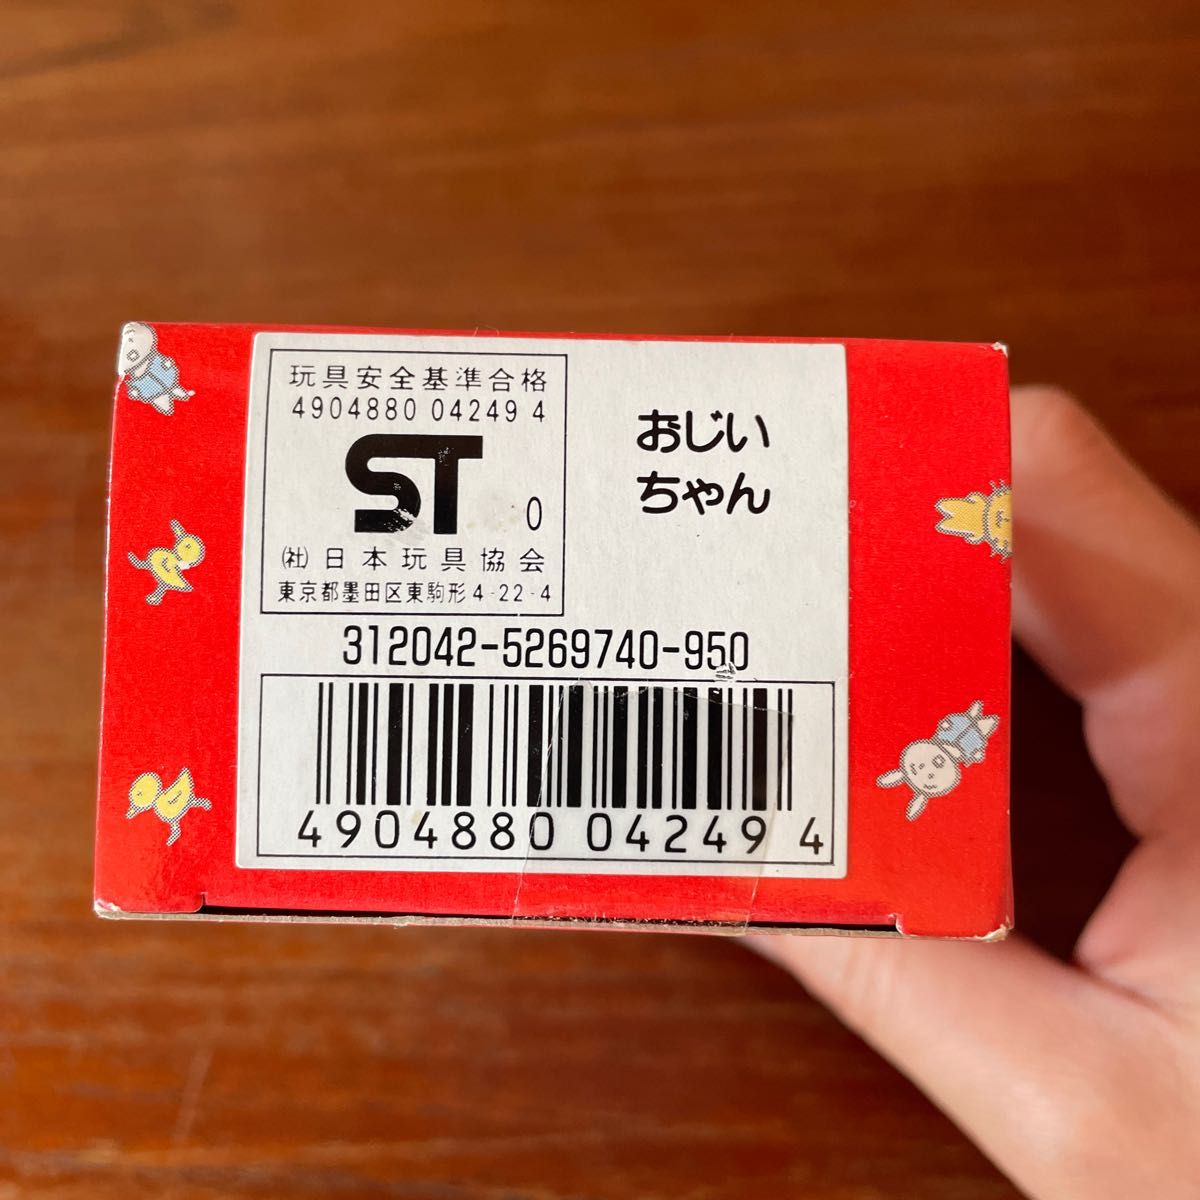 玩具安全基準合格
4904880 04249 4
ST 0
(社)日本玩具協会
東京都墨田区東駒形4-22-4
おじい
ちゃん
312042-5269740-950
4904880 04249 4